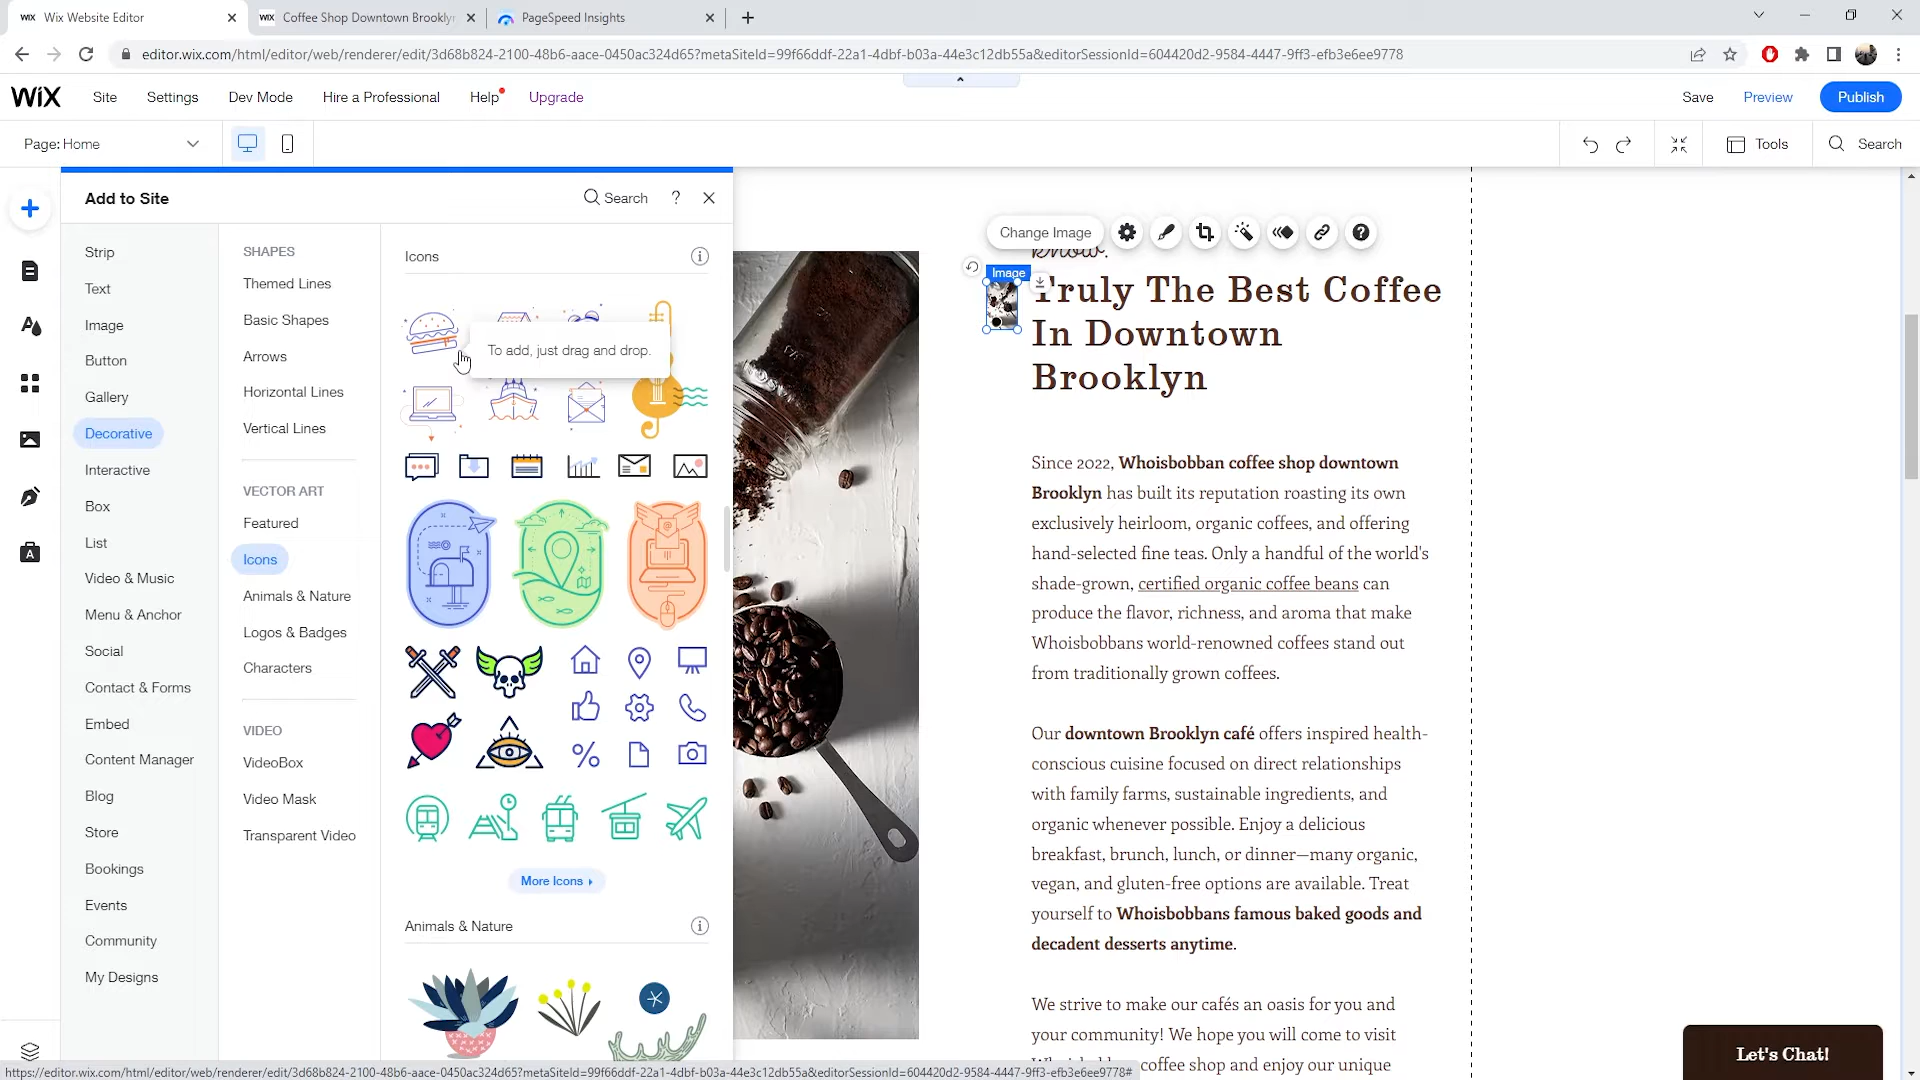 WiX Wix Website Editor
WiX Coffee Shop Downtown Brooklyn
PageSpeed Insights
editor.wix.com/html/editor/web/renderer/edit/3d68b824-2100-48b6-aace-0450ac324d65?metaSiteId=99f66ddf-22a1-4dbf-b03a-44e3c12db55a&editorSessionId=604420d2-9584-4447-9ff3-efb3e6ee9778
WiX Site Settings Dev Mode Hire a Professional Help Upgrade Save Preview Publish
Page: Home Tools Search
Add to Site Search ?
Strip
Text
Image
Button
Gallery
Decorative
Interactive
Box
List
Video & Music
Menu & Anchor
Social
Contact & Forms
Embed
Content Manager
Blog
Store
Bookings
Events
Community
My Designs
SHAPES
Themed Lines
Basic Shapes
Arrows
Horizontal Lines
Vertical Lines
VECTOR ART
Featured
Icons
Animals & Nature
Logos & Badges
Characters
VIDEO
VideoBox
Video Mask
Transparent Video
Icons
To add, just drag and drop.
More Icons
Animals & Nature
Change Image
know.
Image
Truly The Best Coffee
In Downtown
Brooklyn
Since 2022, Whoisbobban coffee shop downtown
Brooklyn has built its reputation roasting its own
exclusively heirloom, organic coffees, and offering
hand-selected fine teas. Only a handful of the world's
shade-grown, certified organic coffee beans can
produce the flavor, richness, and aroma that make
Whoisbobbans world-renowned coffees stand out
from traditionally grown coffees.
Our downtown Brooklyn café offers inspired health-
conscious cuisine focused on direct relationships
with family farms, sustainable ingredients, and
organic whenever possible. Enjoy a delicious
breakfast, brunch, lunch, or dinner—many organic,
vegan, and gluten-free options are available. Treat
yourself to Whoisbobbans famous baked goods and
decadent desserts anytime.
We strive to make our cafés an oasis for you and
your community! We hope you will come to visit
coffee shop and enjoy our unique
Let's Chat!
https://editor.wix.com/html/editor/web/renderer/edit/3d68b824-2100-48b6-aace-0450ac324d65?metaSiteId=99f66ddf-22a1-4dbf-b03a-44e3c12db55a&editorSessionId=604420d2-9584-4447-9ff3-efb3e6ee9778#